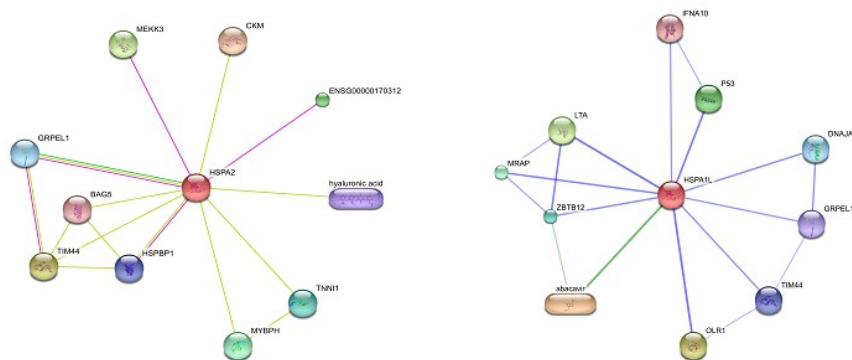 MEKK3
CKM
ENSG00000170312
GRPEL1
HSPA2
hyaluronic acid
BAG5
TIM44
HSPBP1
TNNI1
MYBPH
IFNA10
P53
LTA
DNAJA
MRAP
HSPA1L
ZBTB12
GRPEL1
abacavir
TIM44
OLR1